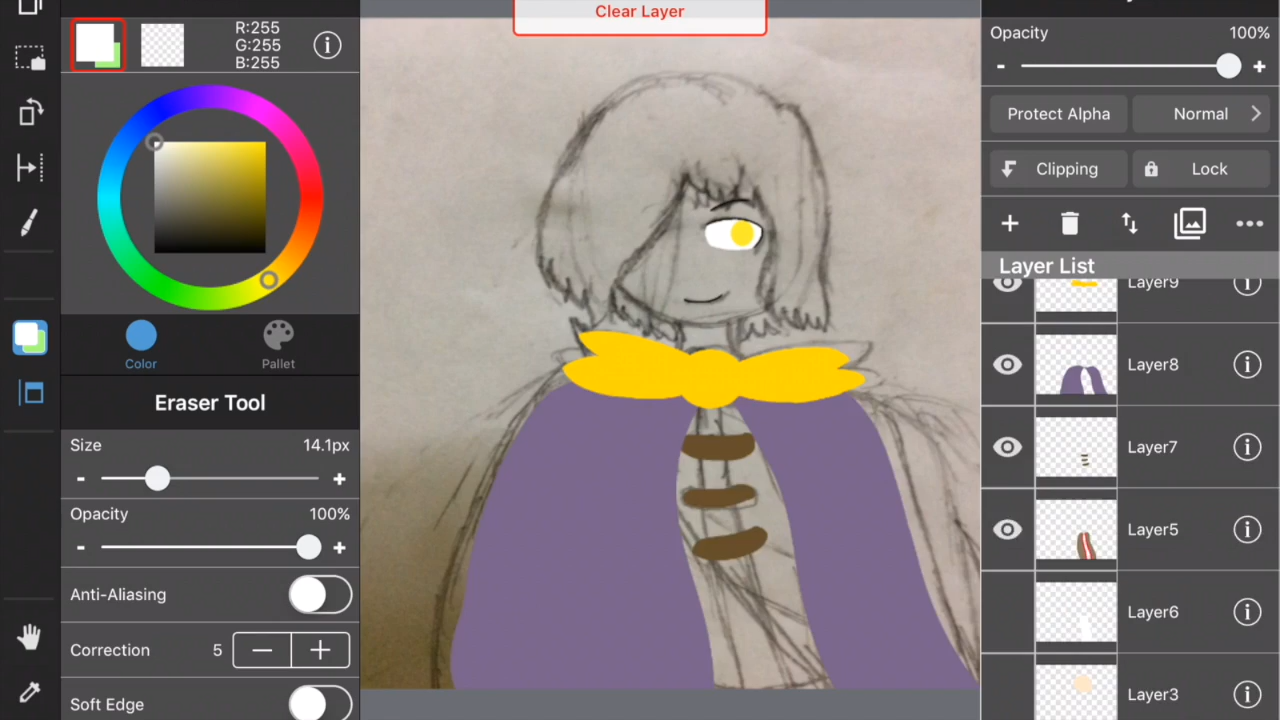 Clear Layer
R:255
G:255
B:255
Color
Pallet
Eraser Tool
Size 14.1px
- +
Opacity 100%
- +
Anti-Aliasing
Correction 5 - +
Soft Edge
Opacity 100%
- +
Protect Alpha
Normal
Clipping
Lock
Layer List
Layer9
Layer8
Layer7
Layer5
Layer6
Layer3